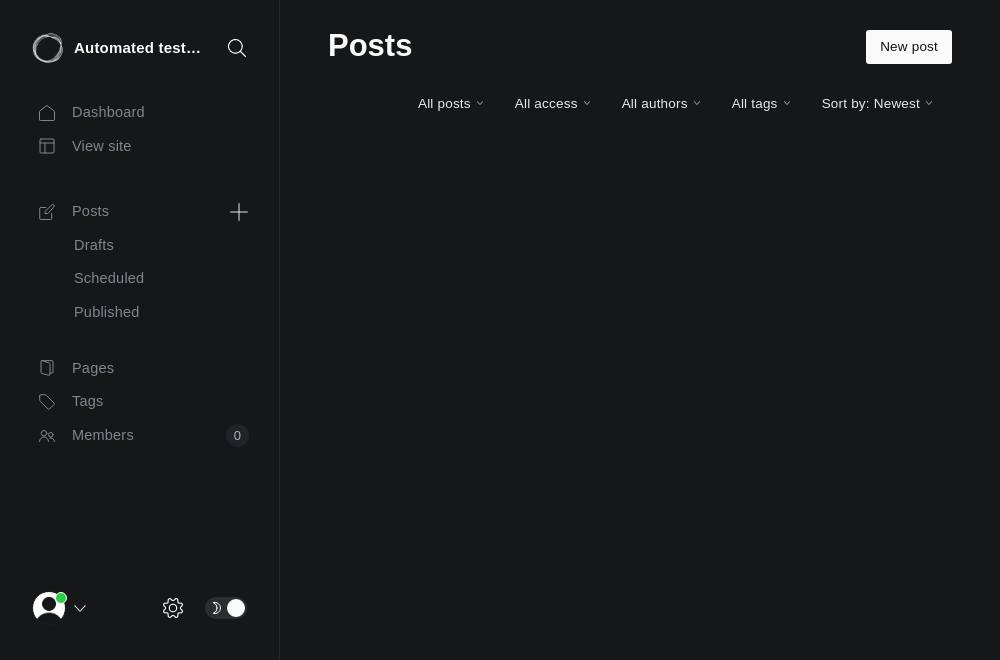 Automated test…
Dashboard
View site
Posts
Drafts
Scheduled
Published
Pages
Tags
Members 0
Posts
New post
All posts All access All authors All tags Sort by: Newest